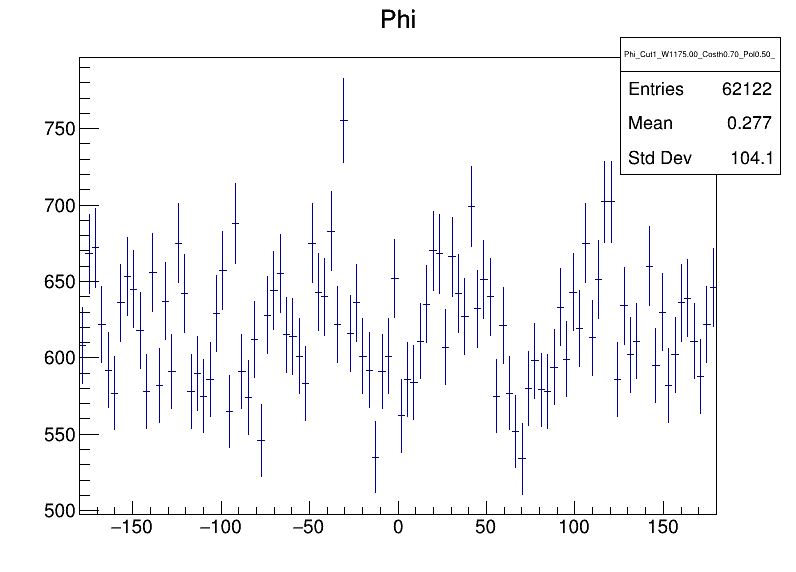 Phi
Phi_Cut1_W1175.00_Costh0.70_Pol0.50_
Entries 62122
Mean 0.277
Std Dev 104.1
750
700
650
600
550
500
−150 −100 −50 0 50 100 150